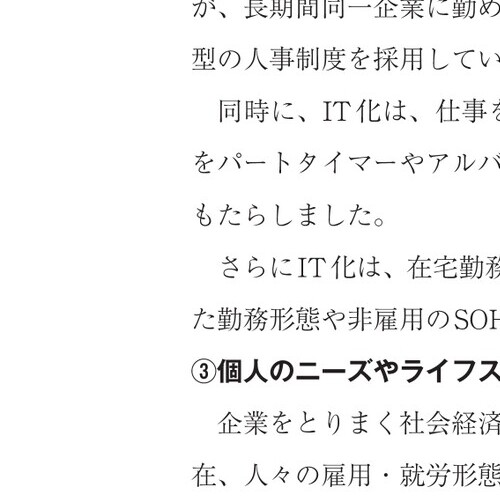 が、長期間同一企業に勤め
型の人事制度を採用してい
同時に、IT化は、仕事を
をパートタイマーやアルバ
もたらしました。
さらにIT化は、在宅勤務
た勤務形態や非雇用のSOH
③個人のニーズやライフス
企業をとりまく社会経済
在、人々の雇用・就労形態